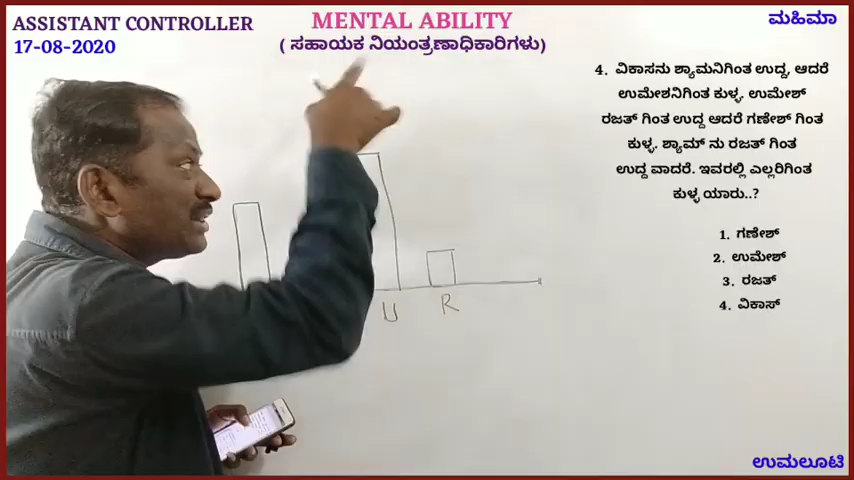 ASSISTANT CONTROLLER
17-08-2020
MENTAL ABILITY
( ಸಹಾಯಕ ನಿಯಂತ್ರಣಾಧಿಕಾರಿಗಳು)
ಮಹಿಮಾ
4. ವಿಕಾಸನು ಶ್ಯಾಮನಿಗಿಂತ ಉದ್ದ, ಆದರೆ
ಉಮೇಶನಿಗಿಂತ ಕುಳ್ಳ. ಉಮೇಶ್
ರಜತ್ ಗಿಂತ ಉದ್ದ ಆದರೆ ಗಣೇಶ್ ಗಿಂತ
ಕುಳ್ಳ. ಶ್ಯಾಮ್ ನು ರಜತ್ ಗಿಂತ
ಉದ್ದ ವಾದರೆ. ಇವರಲ್ಲಿ ಎಲ್ಲರಿಗಿಂತ
ಕುಳ್ಳ ಯಾರು..?
1. ಗಣೇಶ್
2. ಉಮೇಶ್
3. ರಜತ್
4. ವಿಕಾಸ್
U R
ಉಮಲೂಟಿ